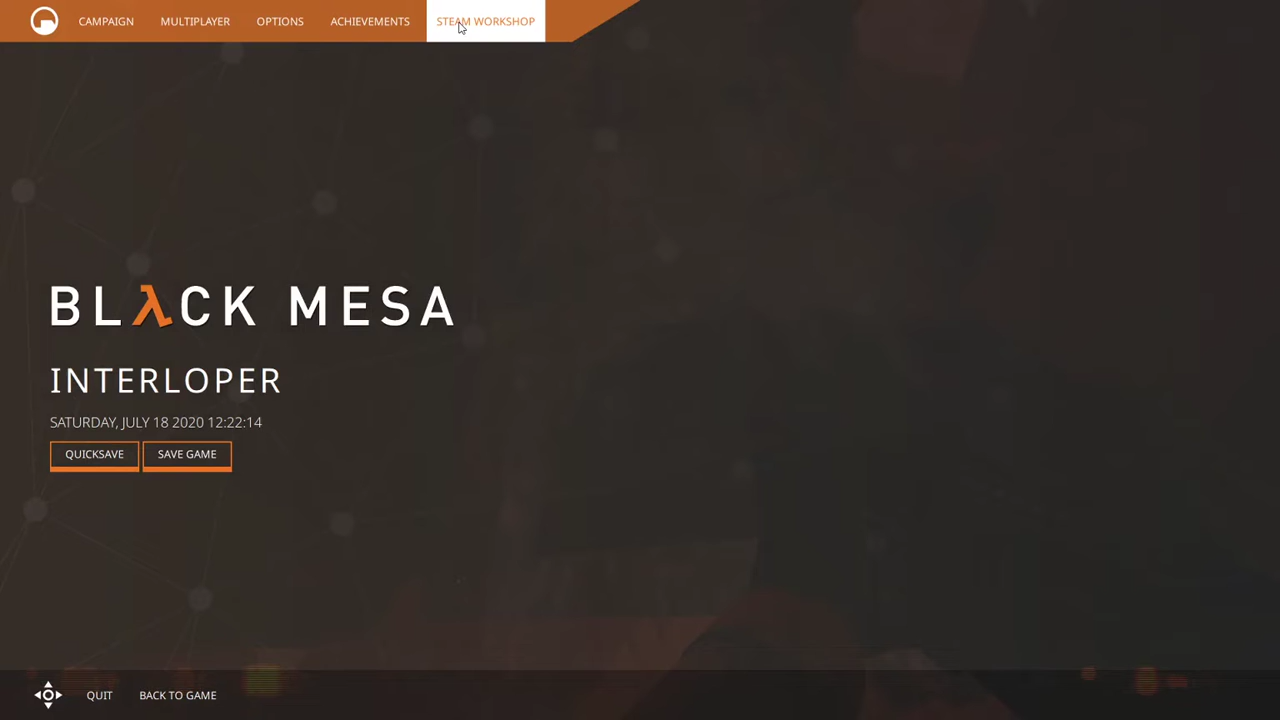 CAMPAIGN MULTIPLAYER OPTIONS ACHIEVEMENTS STEAM WORKSHOP
BLλCK MESA
INTERLOPER
SATURDAY, JULY 18 2020 12:22:14
QUICKSAVE SAVE GAME
QUIT BACK TO GAME